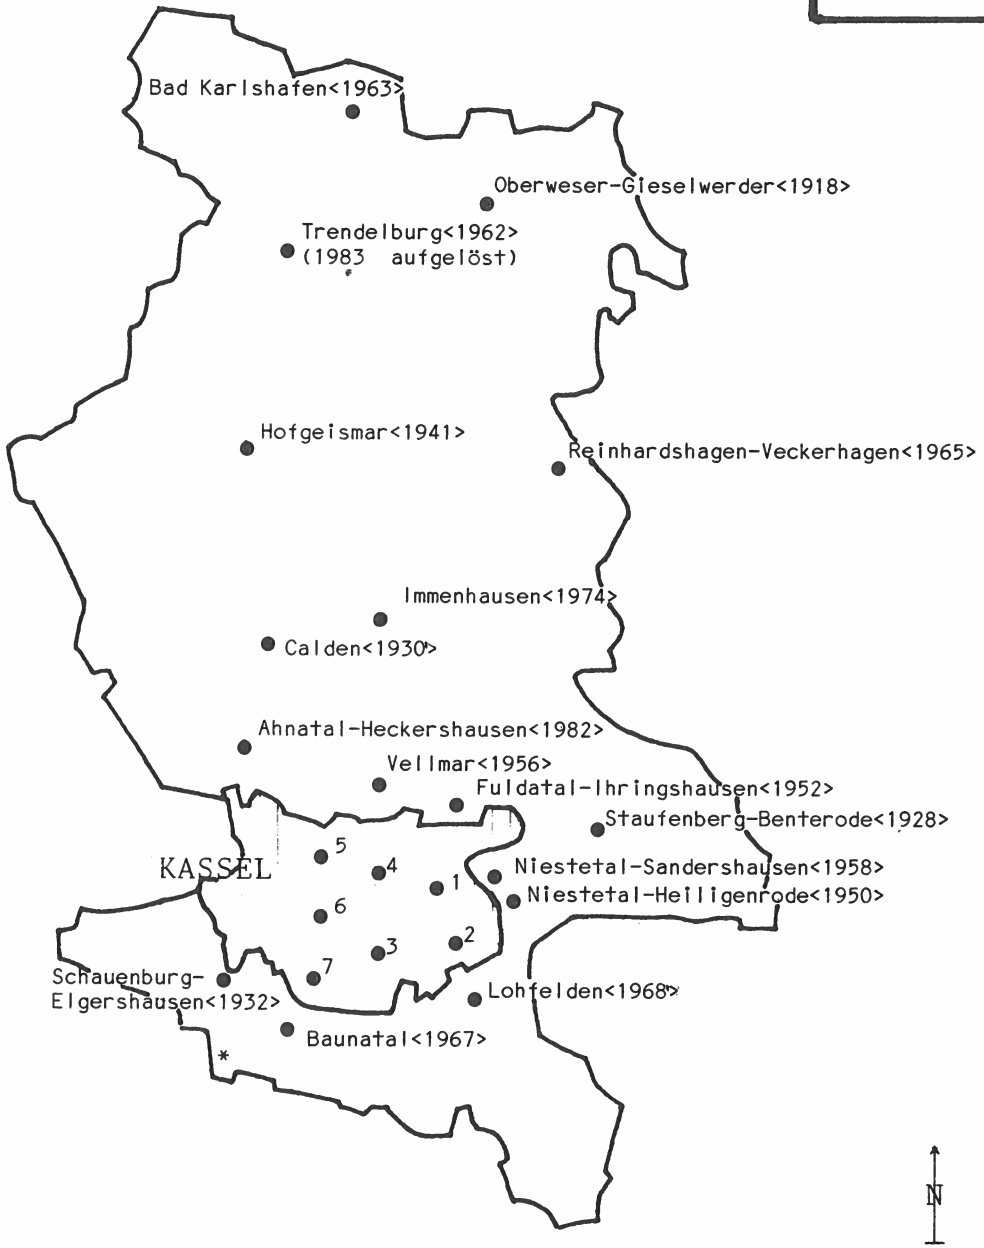 Bad Karlshafen<1963>
Oberweser-Gieselwerder<1918>
Trendelburg<1962>
(1983 aufgelöst)
Hofgeismar<1941>
Reinhardshagen-Veckerhagen<1965>
Immenhausen<1974>
Calden<1930>
Ahnatal-Heckershausen<1982>
Vellmar<1956>
Fuldatal-Ihringshausen<1952>
Staufenberg-Benterode<1928>
5
KASSEL
4
Niestetal-Sandershausen<1958>
1
Niestetal-Heiligenrode<1950>
6
2
3
7
Schauenburg-
Elgershausen<1932>
Lohfelden<1968>
Baunatal<1967>
*
N